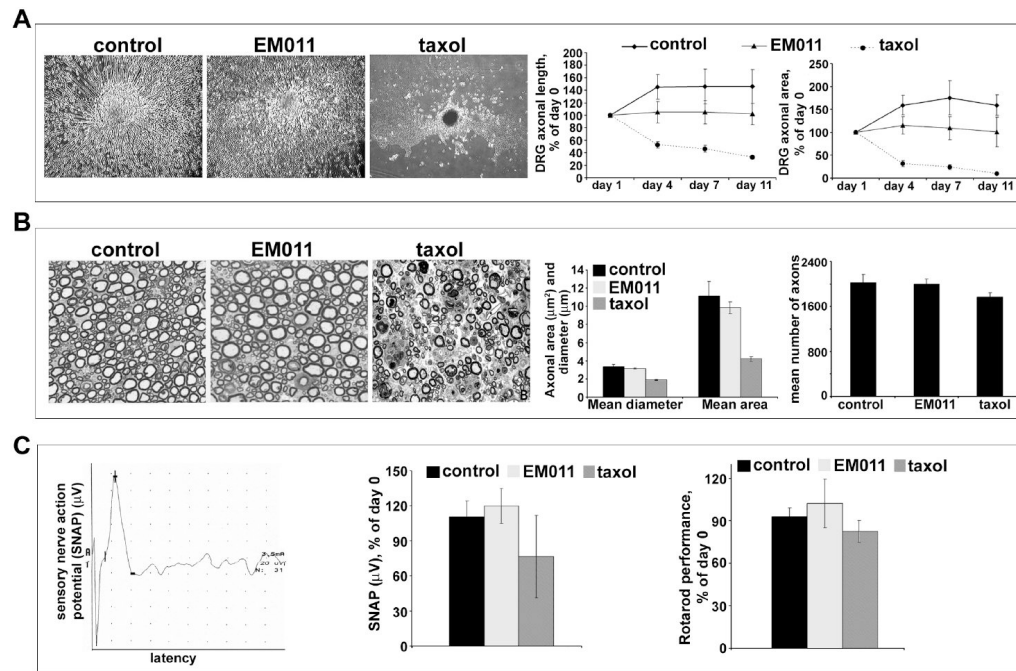 A
control EM011 taxol
control EM011 taxol
DRG axonal length,
% of day 0
200
180
160
140
120
100
80
60
40
20
0
day 1 day 4 day 7 day 11
DRG axonal area,
% of day 0
250
200
150
100
50
0
day 1 day 4 day 7 day 11
B
control EM011 taxol
B
Axonal area (µm²) and
diameter (µm)
14
12
10
8
6
4
2
0
control
EM011
taxol
Mean diameter Mean area
mean number of axons
2400
1600
800
0
control EM011 taxol
C
sensory nerve action
potential (SNAP) (µV)
latency
SNAP (µV), % of day 0
150
120
90
60
30
0
control EM011 taxol
Rotarod performance,
% of day 0
120
90
60
30
0
control EM011 taxol